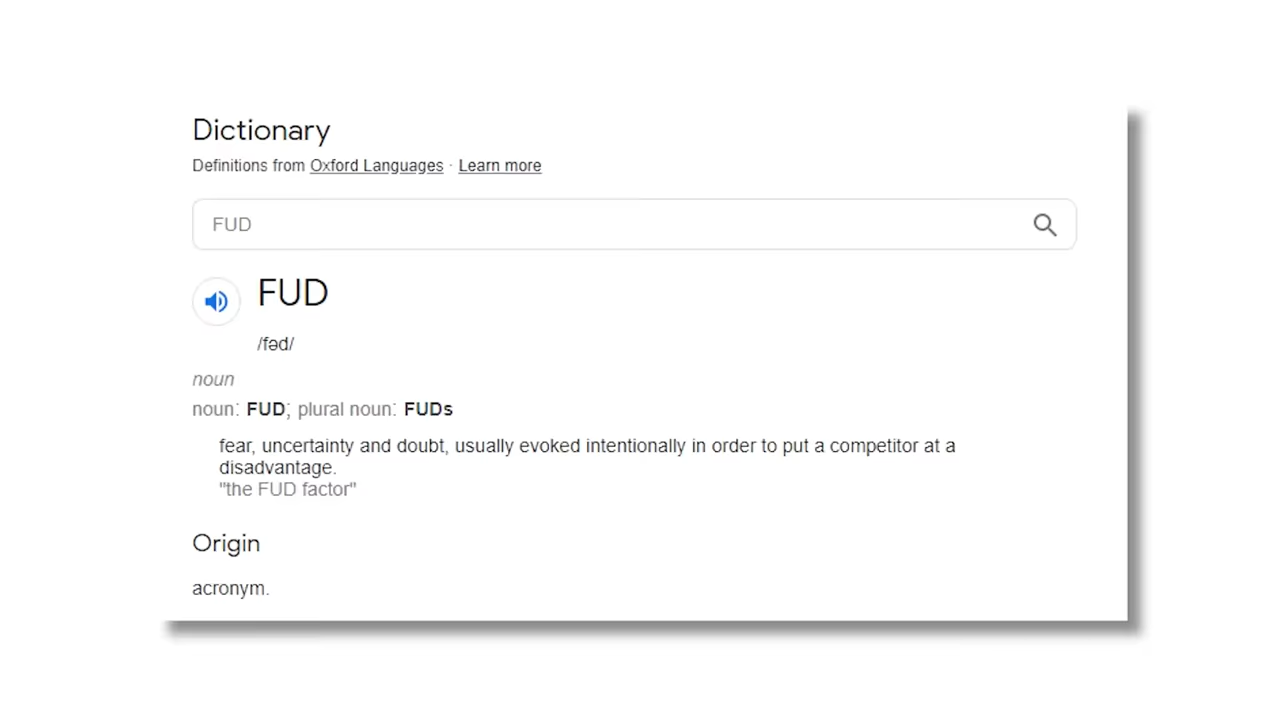 Dictionary
Definitions from Oxford Languages · Learn more
FUD
FUD
/fəd/
noun
noun: FUD; plural noun: FUDs
fear, uncertainty and doubt, usually evoked intentionally in order to put a competitor at a
disadvantage.
"the FUD factor"
Origin
acronym.